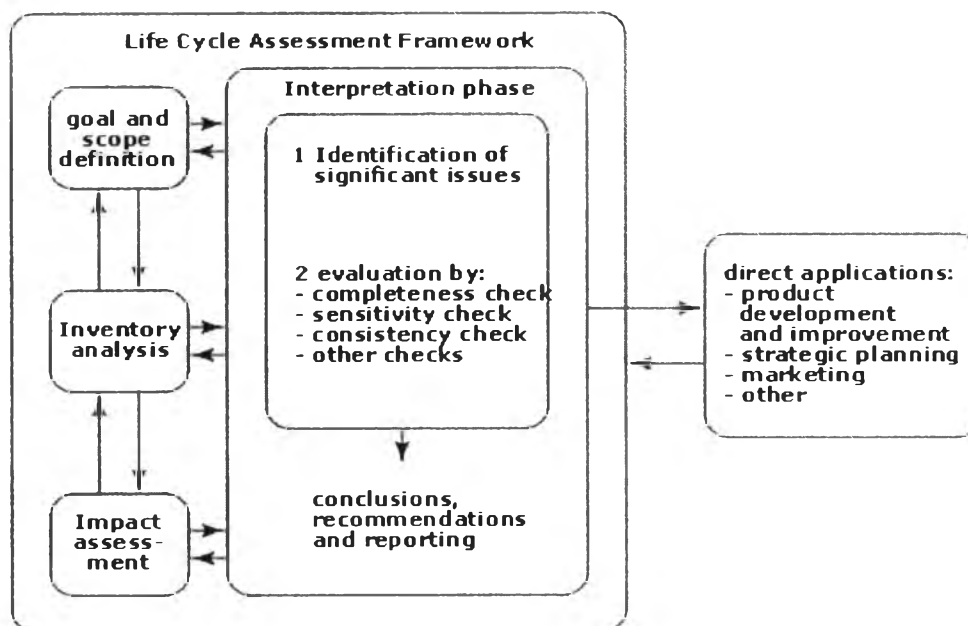 Life Cycle Assessment Framework
goal and
scope
definition
Inventory
analysis
Impact
assess-
ment
Interpretation phase
1 Identification of
significant issues
2 evaluation by:
- completeness check
- sensitivity check
- consistency check
- other checks
conclusions,
recommendations
and reporting
direct applications:
- product
development
and improvement
- strategic planning
- marketing
- other